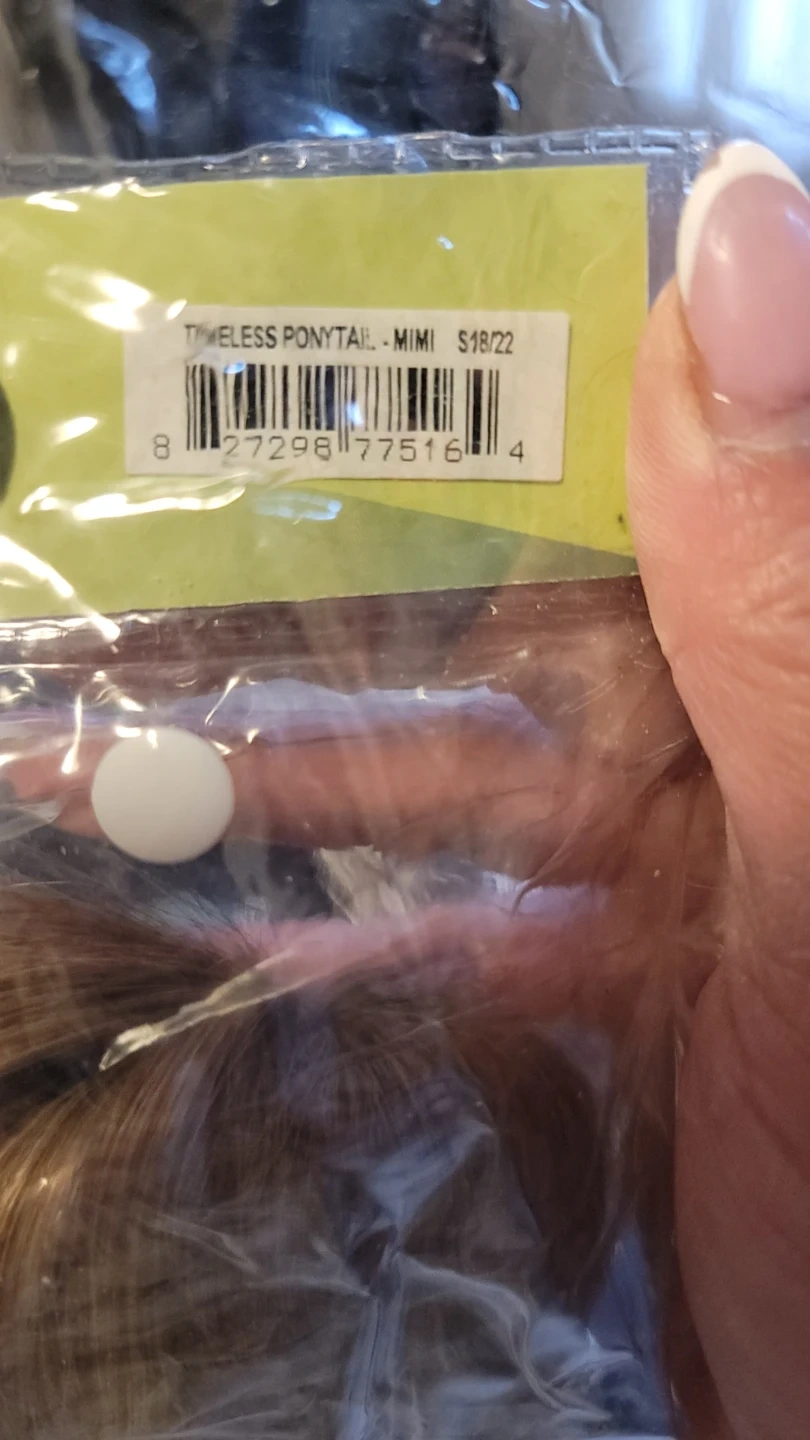 TIMELESS PONYTAIL - MIMI S18/22
8 27298 77516 4